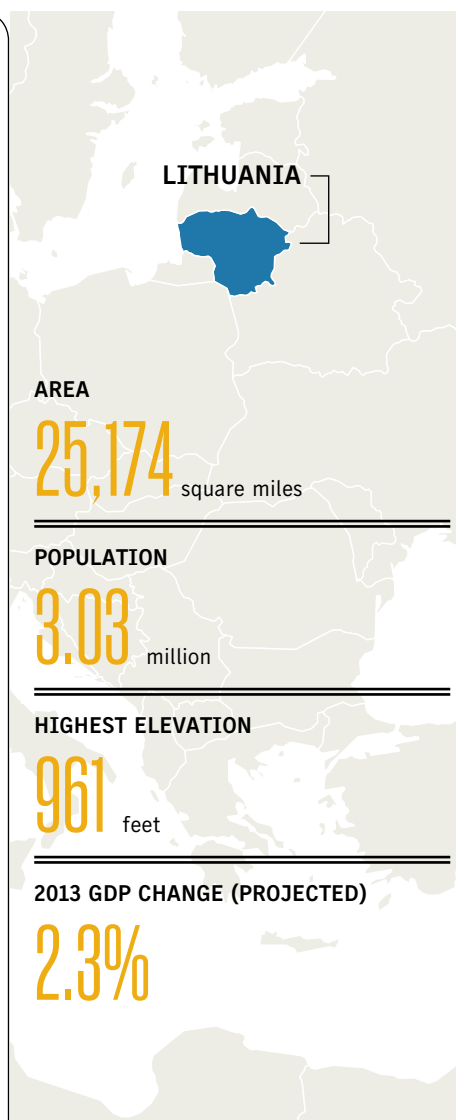 LITHUANIA
AREA
25,174 square miles
POPULATION
3.03 million
HIGHEST ELEVATION
961 feet
2013 GDP CHANGE (PROJECTED)
2.3%